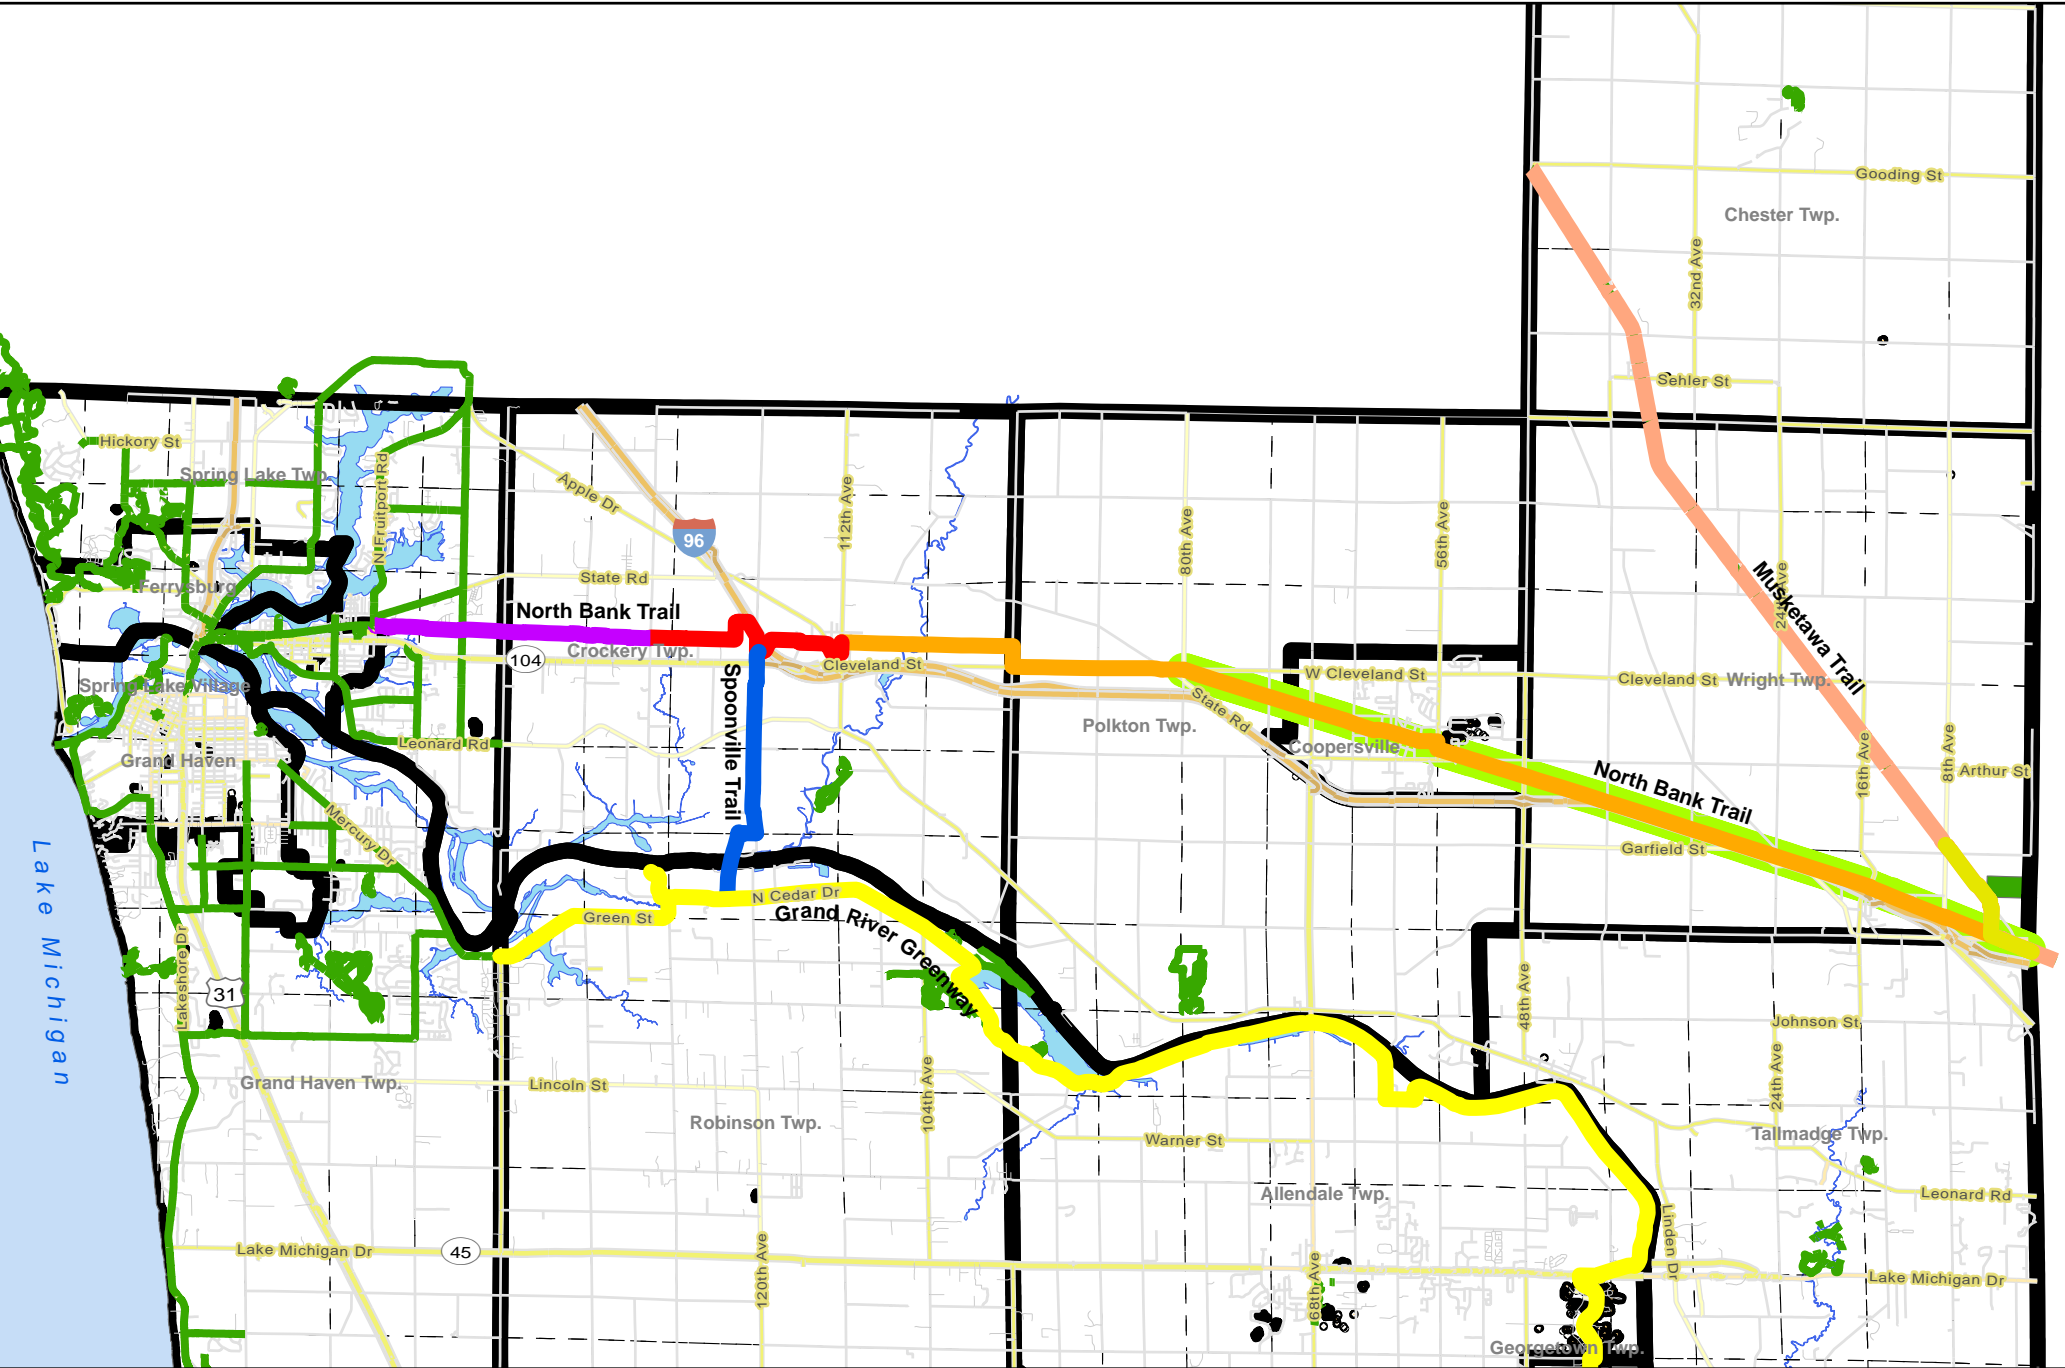 Gooding St
Chester Twp.
32nd Ave
Sehler St
Hickory St
Spring Lake Twp.
N Fruitport Rd
Apple Dr
112th Ave
80th Ave
56th Ave
96
State Rd
Ferrysburg
North Bank Trail
Crockery Twp.
104
Cleveland St
24th Ave
Musketawa Trail
W Cleveland St
Cleveland St
Wright Twp.
Spring Lake Village
Spoonville Trail
State Rd
Polkton Twp.
Coopersville
Leonard Rd
Grand Haven
16th Ave
8th Ave
Arthur St
North Bank Trail
Mercury Dr
Garfield St
Lake Michigan
N Cedar Dr
Green St
Grand River Greenway
Lakeshore Dr
31
48th Ave
Johnson St
Grand Haven Twp.
Lincoln St
104th Ave
24th Ave
Robinson Twp.
Warner St
Tallmadge Twp.
Allendale Twp.
Leonard Rd
Linden Dr
Lake Michigan Dr
45
120th Ave
68th Ave
Lake Michigan Dr
Georgetown Twp.